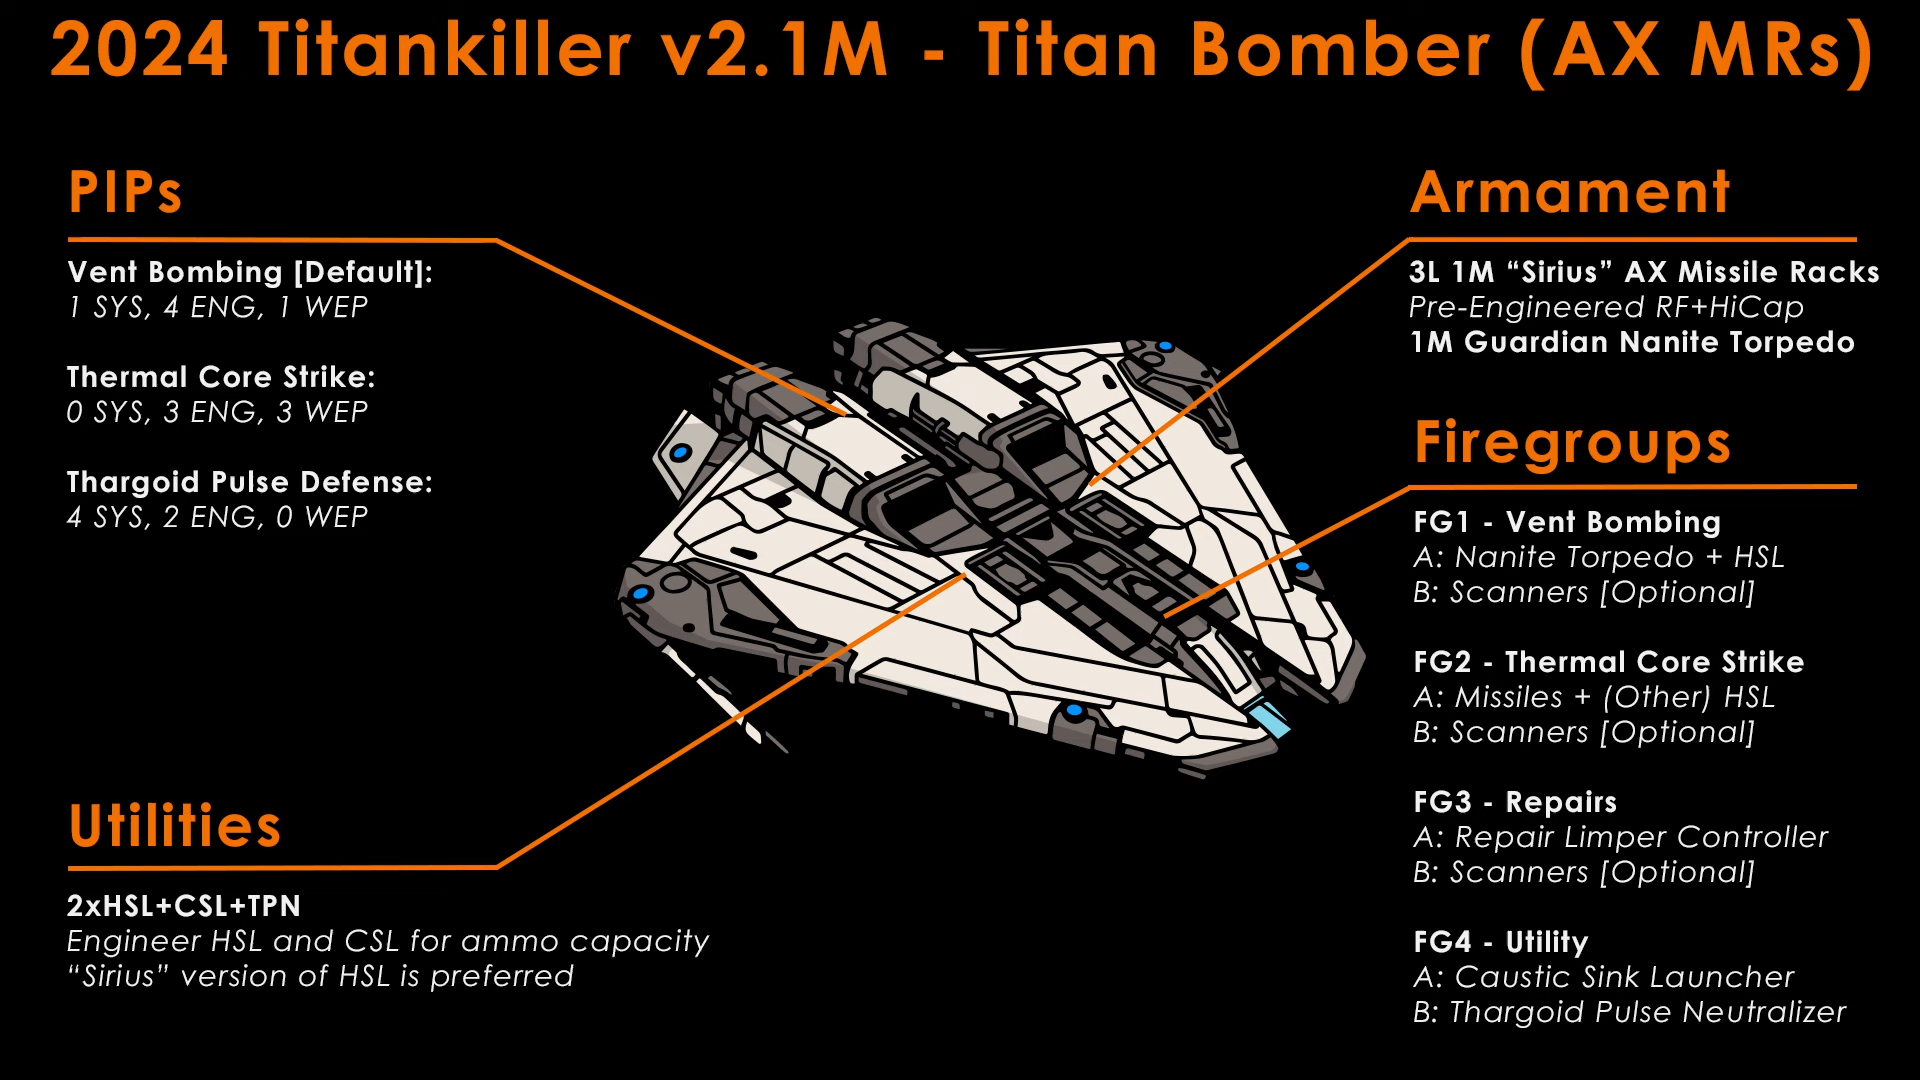 2024 Titankiller v2.1M - Titan Bomber (AX MRs)
PIPs
Vent Bombing [Default]:
1 SYS, 4 ENG, 1 WEP
Thermal Core Strike:
0 SYS, 3 ENG, 3 WEP
Thargoid Pulse Defense:
4 SYS, 2 ENG, 0 WEP
Utilities
2xHSL+CSL+TPN
Engineer HSL and CSL for ammo capacity
“Sirius” version of HSL is preferred
Armament
3L 1M “Sirius” AX Missile Racks
Pre-Engineered RF+HiCap
1M Guardian Nanite Torpedo
Firegroups
FG1 - Vent Bombing
A: Nanite Torpedo + HSL
B: Scanners [Optional]
FG2 - Thermal Core Strike
A: Missiles + (Other) HSL
B: Scanners [Optional]
FG3 - Repairs
A: Repair Limper Controller
B: Scanners [Optional]
FG4 - Utility
A: Caustic Sink Launcher
B: Thargoid Pulse Neutralizer